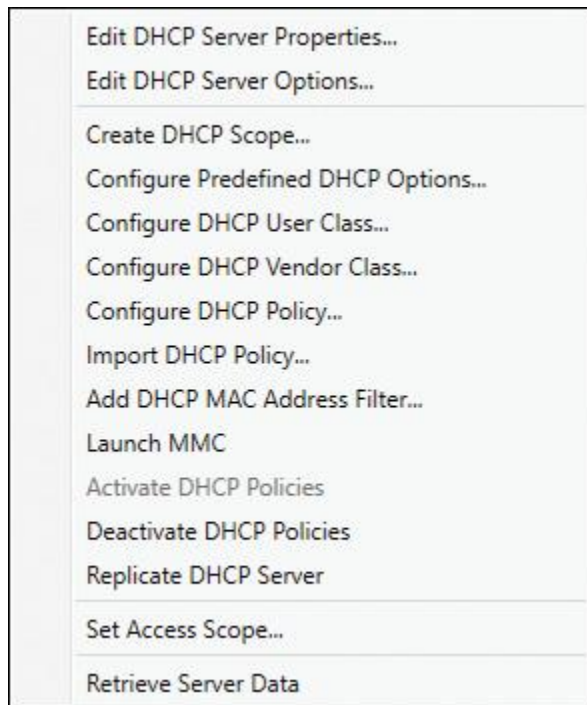 Edit DHCP Server Properties...
Edit DHCP Server Options...
Create DHCP Scope...
Configure Predefined DHCP Options...
Configure DHCP User Class...
Configure DHCP Vendor Class...
Configure DHCP Policy...
Import DHCP Policy...
Add DHCP MAC Address Filter...
Launch MMC
Activate DHCP Policies
Deactivate DHCP Policies
Replicate DHCP Server
Set Access Scope...
Retrieve Server Data